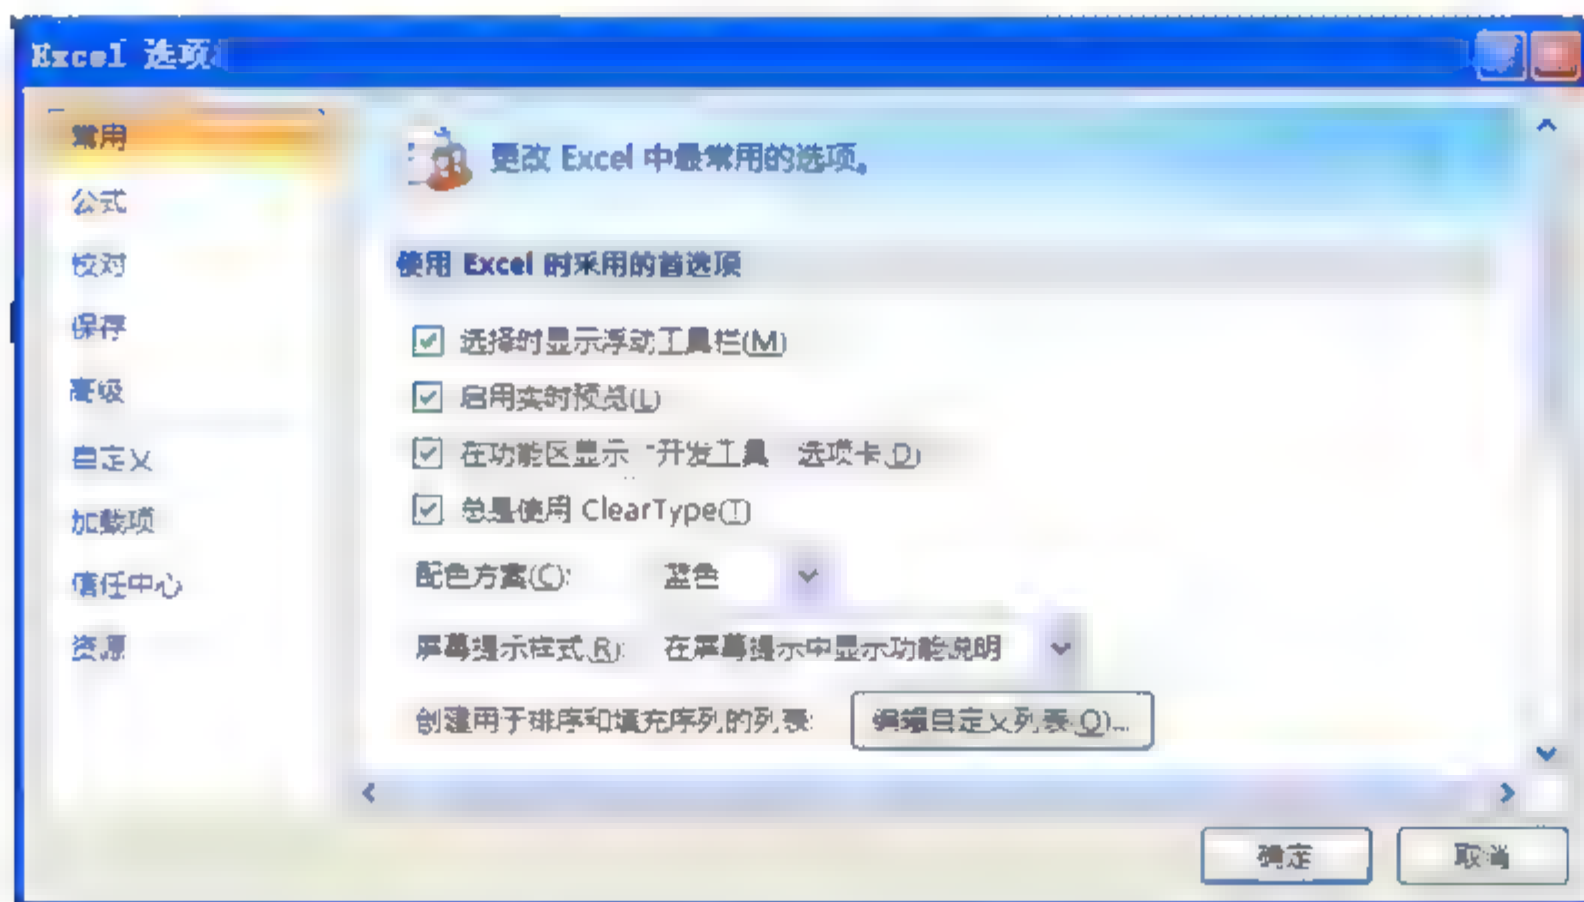 Excel 选项
常用
公式
校对
保存
高级
自定义
加载项
信任中心
资源
更改 Excel 中最常用的选项。
使用 Excel 时采用的首选项
选择时显示浮动工具栏(M)
启用实时预览(L)
在功能区显示“开发工具”选项卡(D)
总是使用 ClearType(T)
配色方案(C): 蓝色
屏幕提示样式(R): 在屏幕提示中显示功能说明
创建用于排序和填充序列的列表: 编辑自定义列表(O)...
确定 取消